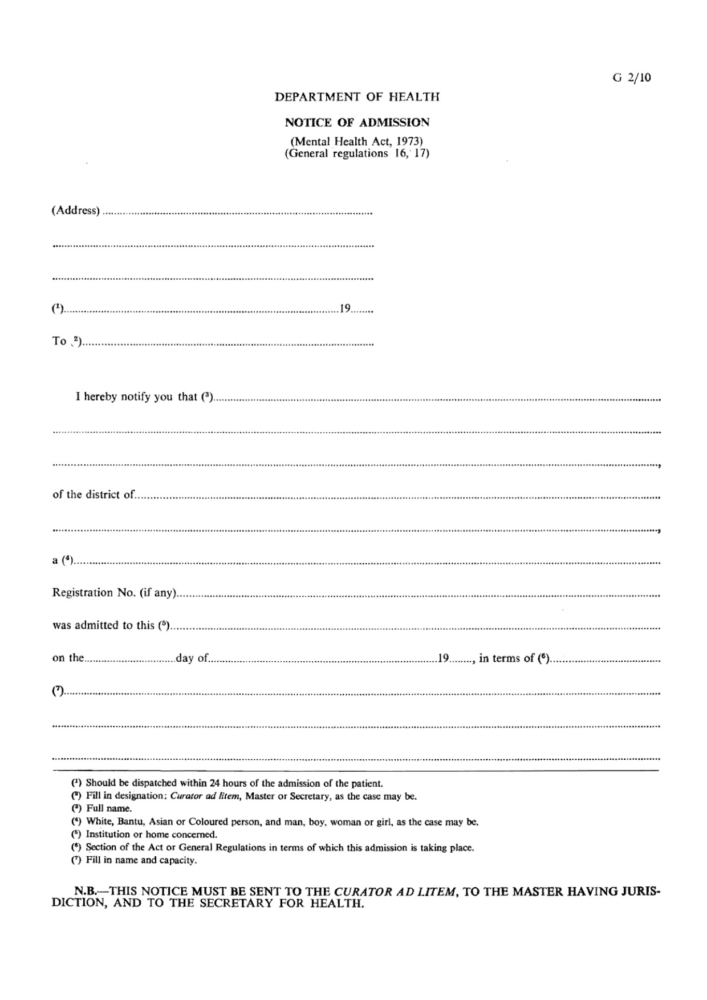 G 2/10
DEPARTMENT OF HEALTH
NOTICE OF ADMISSION
(Mental Health Act, 1973)
(General regulations 16, 17)
(Address) ........................................
........................................
........................................
(¹)........................................19........
To (²)........................................
I hereby notify you that (³)........................................
........................................
........................................,
of the district of........................................
........................................,
a (⁴)........................................
Registration No. (if any)........................................
was admitted to this (⁵)........................................
on the....................day of........................................19........, in terms of (⁶)........................................
(⁷)........................................
........................................
........................................
(¹) Should be dispatched within 24 hours of the admission of the patient.
(²) Fill in designation; Curator ad litem, Master or Secretary, as the case may be.
(³) Full name.
(⁴) White, Bantu, Asian or Coloured person, and man, boy, woman or girl, as the case may be.
(⁵) Institution or home concerned.
(⁶) Section of the Act or General Regulations in terms of which this admission is taking place.
(⁷) Fill in name and capacity.
N.B.—THIS NOTICE MUST BE SENT TO THE CURATOR AD LITEM, TO THE MASTER HAVING JURIS-
DICTION, AND TO THE SECRETARY FOR HEALTH.